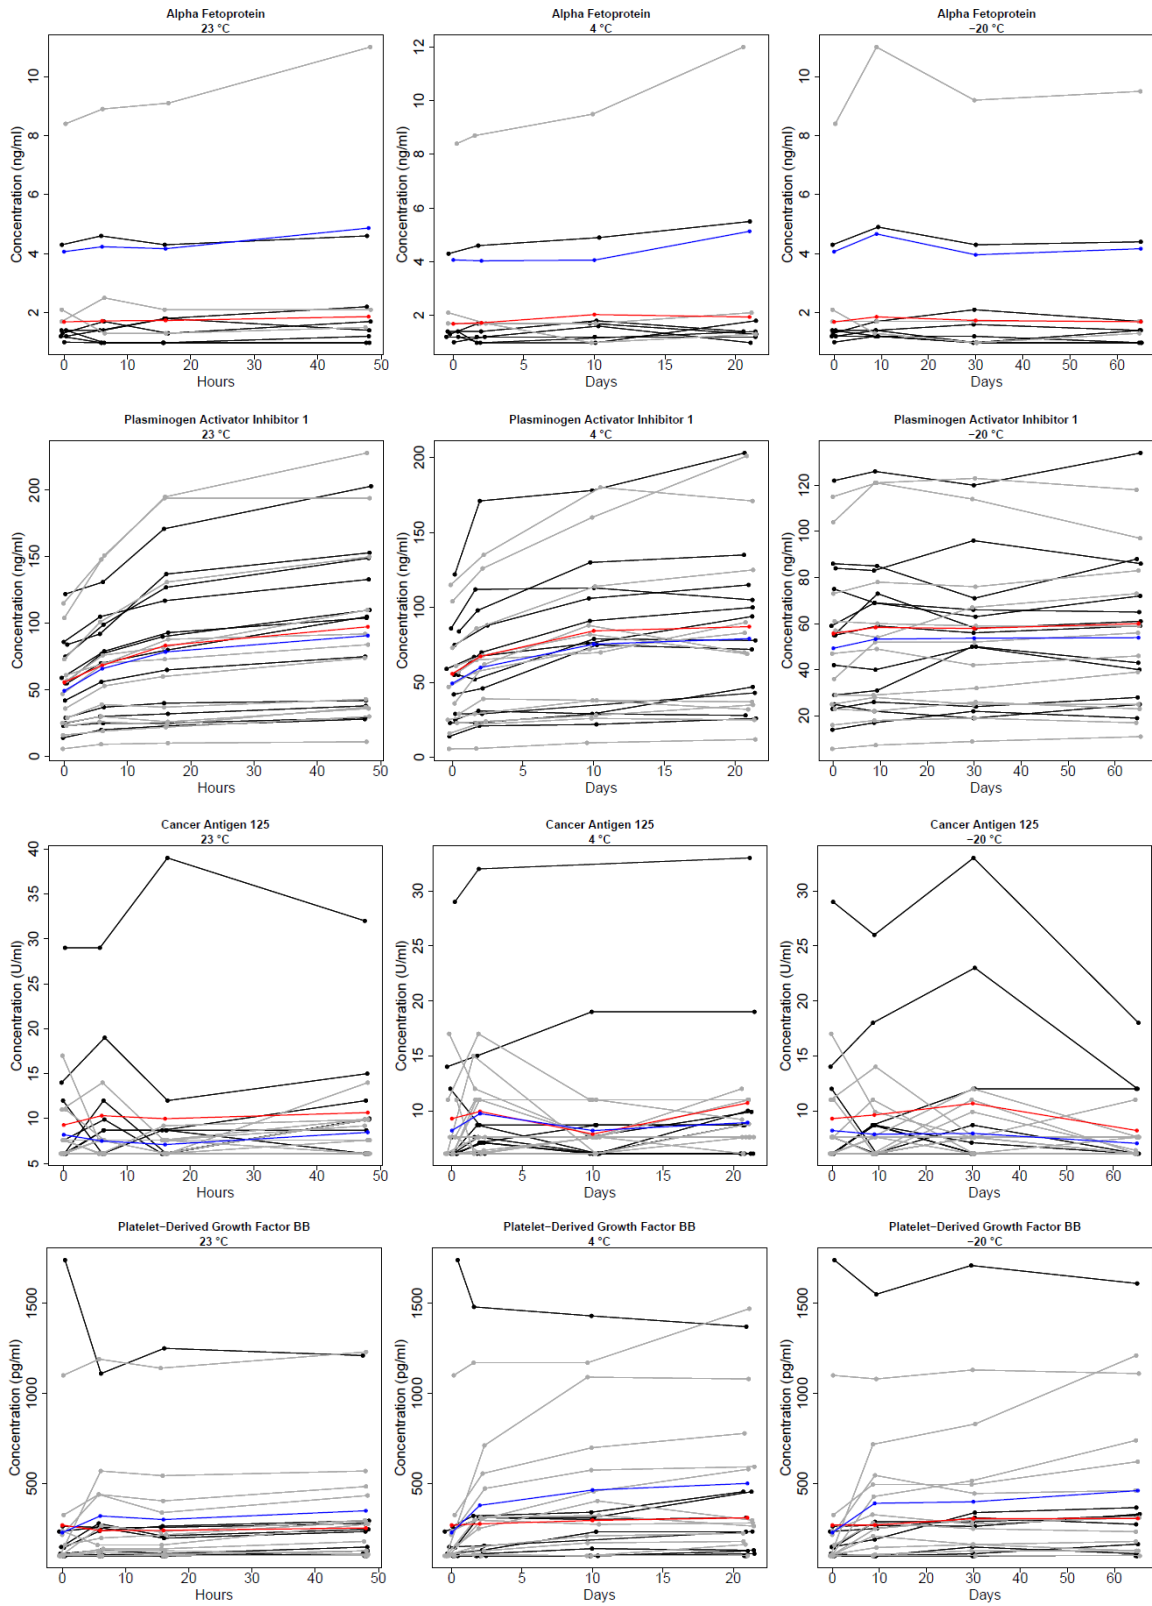 Alpha Fetoprotein
23 °C
Concentration (ng/ml)
2 4 6 8 10
0 10 20 30 40 50
Hours
Alpha Fetoprotein
4 °C
Concentration (ng/ml)
2 4 6 8 10 12
0 5 10 15 20
Days
Alpha Fetoprotein
−20 °C
Concentration (ng/ml)
2 4 6 8 10
0 10 20 30 40 50 60
Days
Plasminogen Activator Inhibitor 1
23 °C
Concentration (ng/ml)
0 50 100 150 200
0 10 20 30 40 50
Hours
Plasminogen Activator Inhibitor 1
4 °C
Concentration (ng/ml)
0 50 100 150 200
0 5 10 15 20
Days
Plasminogen Activator Inhibitor 1
−20 °C
Concentration (ng/ml)
20 40 60 80 100 120
0 10 20 30 40 50 60
Days
Cancer Antigen 125
23 °C
Concentration (U/ml)
5 10 15 20 25 30 35 40
0 10 20 30 40 50
Hours
Cancer Antigen 125
4 °C
Concentration (U/ml)
10 15 20 25 30
0 5 10 15 20
Days
Cancer Antigen 125
−20 °C
Concentration (U/ml)
10 15 20 25 30
0 10 20 30 40 50 60
Days
Platelet−Derived Growth Factor BB
23 °C
Concentration (pg/ml)
500 1000 1500
0 10 20 30 40 50
Hours
Platelet−Derived Growth Factor BB
4 °C
Concentration (pg/ml)
500 1000 1500
0 5 10 15 20
Days
Platelet−Derived Growth Factor BB
−20 °C
Concentration (pg/ml)
500 1000 1500
0 10 20 30 40 50 60
Days